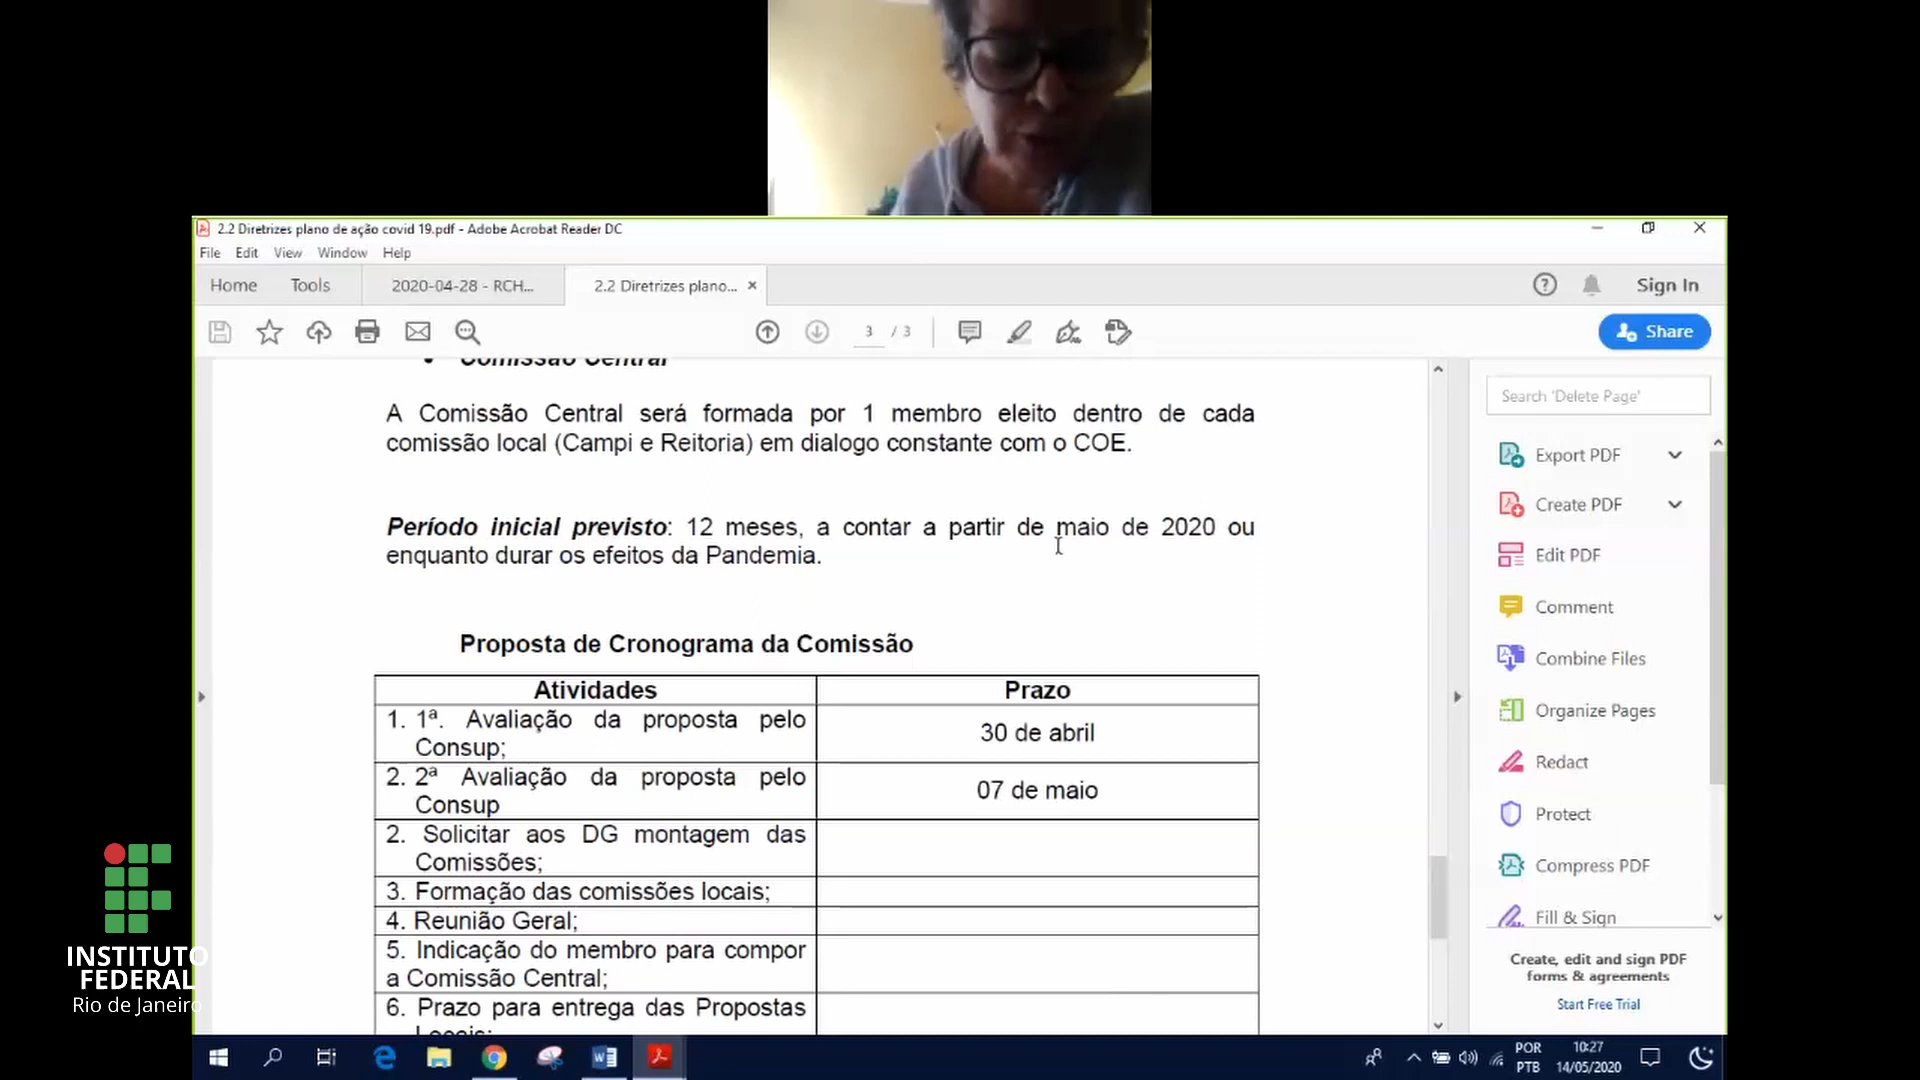 2.2 Diretrizes plano de ação covid 19.pdf - Adobe Acrobat Reader DC
File Edit View Window Help
Home Tools 2020-04-28 - RCH... 2.2 Diretrizes plano... × Sign In
3 / 3 Share
• Comissão Central
A Comissão Central será formada por 1 membro eleito dentro de cada
comissão local (Campi e Reitoria) em dialogo constante com o COE.
Período inicial previsto: 12 meses, a contar a partir de maio de 2020 ou
enquanto durar os efeitos da Pandemia.
Proposta de Cronograma da Comissão
Atividades Prazo
1. 1ª. Avaliação da proposta pelo
Consup;
30 de abril
2. 2ª Avaliação da proposta pelo
Consup
07 de maio
2. Solicitar aos DG montagem das
Comissões;
3. Formação das comissões locais;
4. Reunião Geral;
5. Indicação do membro para compor
a Comissão Central;
6. Prazo para entrega das Propostas
Locais;
Search 'Delete Page'
Export PDF
Create PDF
Edit PDF
Comment
Combine Files
Organize Pages
Redact
Protect
Compress PDF
Fill & Sign
Create, edit and sign PDF
forms & agreements
Start Free Trial
INSTITUTO
FEDERAL
Rio de Janeiro
POR
PTB
10:27
14/05/2020